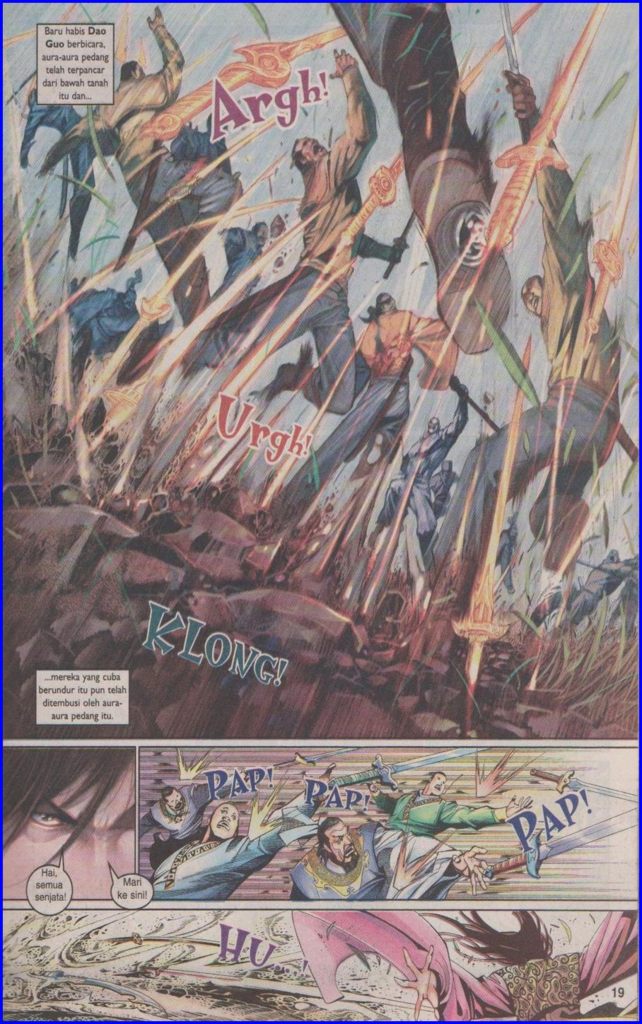 Baru habis Dao
Guo berbicara,
aura-aura pedang
telah terpancar
dari bawah tanah
itu dan...
Argh!
Urgh!
KLONG!
...mereka yang cuba
berundur itu pun telah
ditembusi oleh aura-
aura pedang itu.
PAP!
PAP!
PAP!
Hai,
semua
senjata!
Mari
ke sini!
HU...!
19